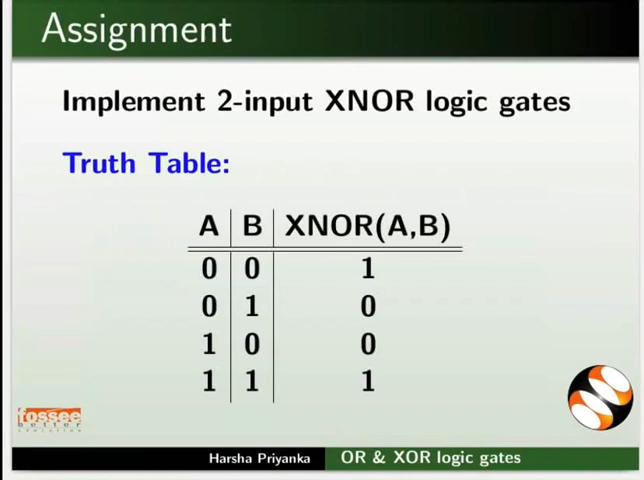 Assignment
Implement 2-input XNOR logic gates
Truth Table:
A B XNOR(A,B)
0 0 1
0 1 0
1 0 0
1 1 1
fossee
Harsha Priyanka OR & XOR logic gates